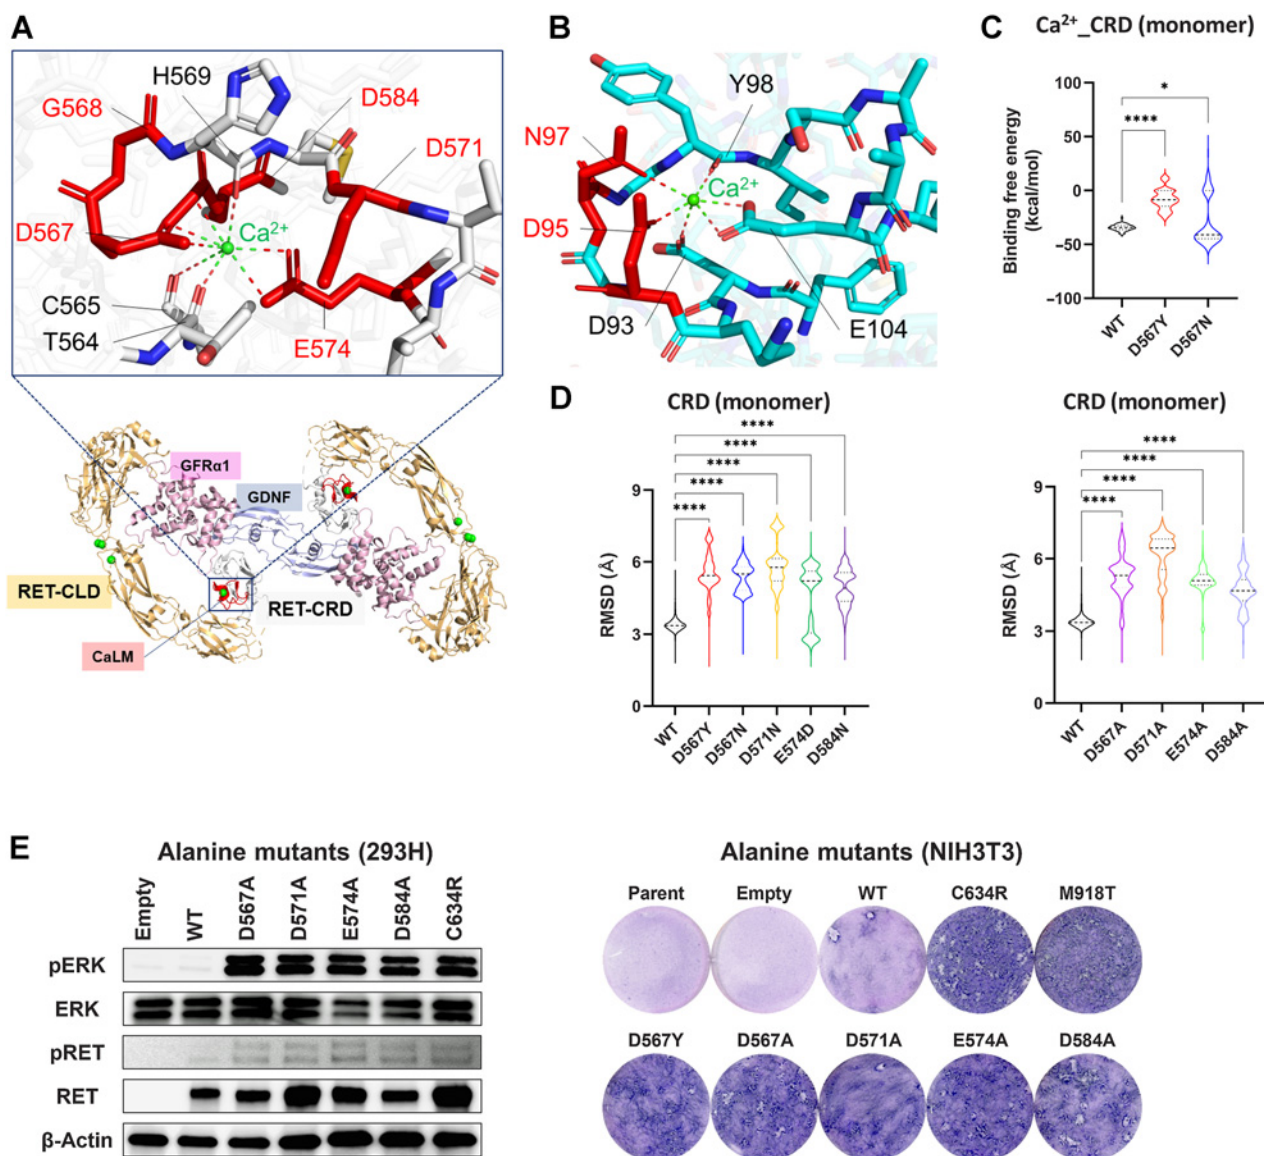 A
H569
G568
D584
D571
Ca²⁺
D567
C565
T564
E574
GFRα1
GDNF
RET-CLD
RET-CRD
CaLM
B
Y98
N97
Ca²⁺
D95
D93
E104
C
Ca²⁺_CRD (monomer)
*
****
Binding free energy
(kcal/mol)
100
50
0
−50
−100
WT
D567Y
D567N
D
CRD (monomer)
****
****
****
****
****
RMSD (Å)
9
6
3
0
WT
D567Y
D567N
D571N
E574D
D584N
CRD (monomer)
****
****
****
****
RMSD (Å)
9
6
3
0
WT
D567A
D571A
E574A
D584A
E
Alanine mutants (293H)
Empty
WT
D567A
D571A
E574A
D584A
C634R
pERK
ERK
pRET
RET
β-Actin
Alanine mutants (NIH3T3)
Parent Empty WT C634R M918T
D567Y D567A D571A E574A D584A